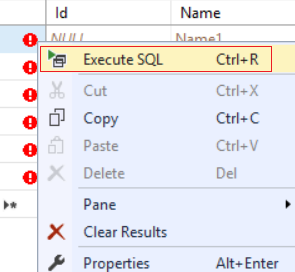 Id Name
NULL Name1
Execute SQL Ctrl+R
Cut Ctrl+X
Copy Ctrl+C
Paste Ctrl+V
Delete Del
Pane
Clear Results
Properties Alt+Enter